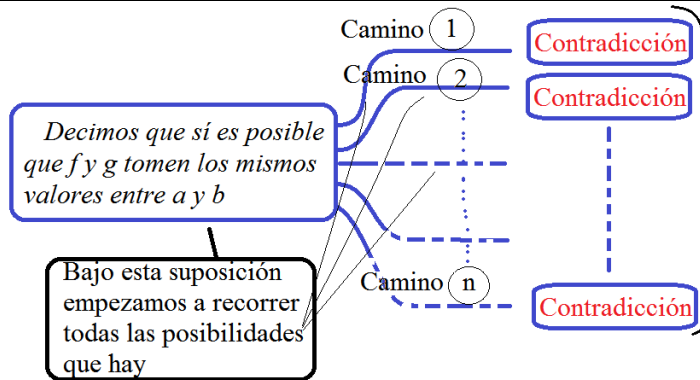 Camino 1
Contradicción
Camino 2
Contradicción
Decimos que sí es posible
que f y g tomen los mismos
valores entre a y b
Bajo esta suposición
empezamos a recorrer
todas las posibilidades
que hay
Camino n
Contradicción